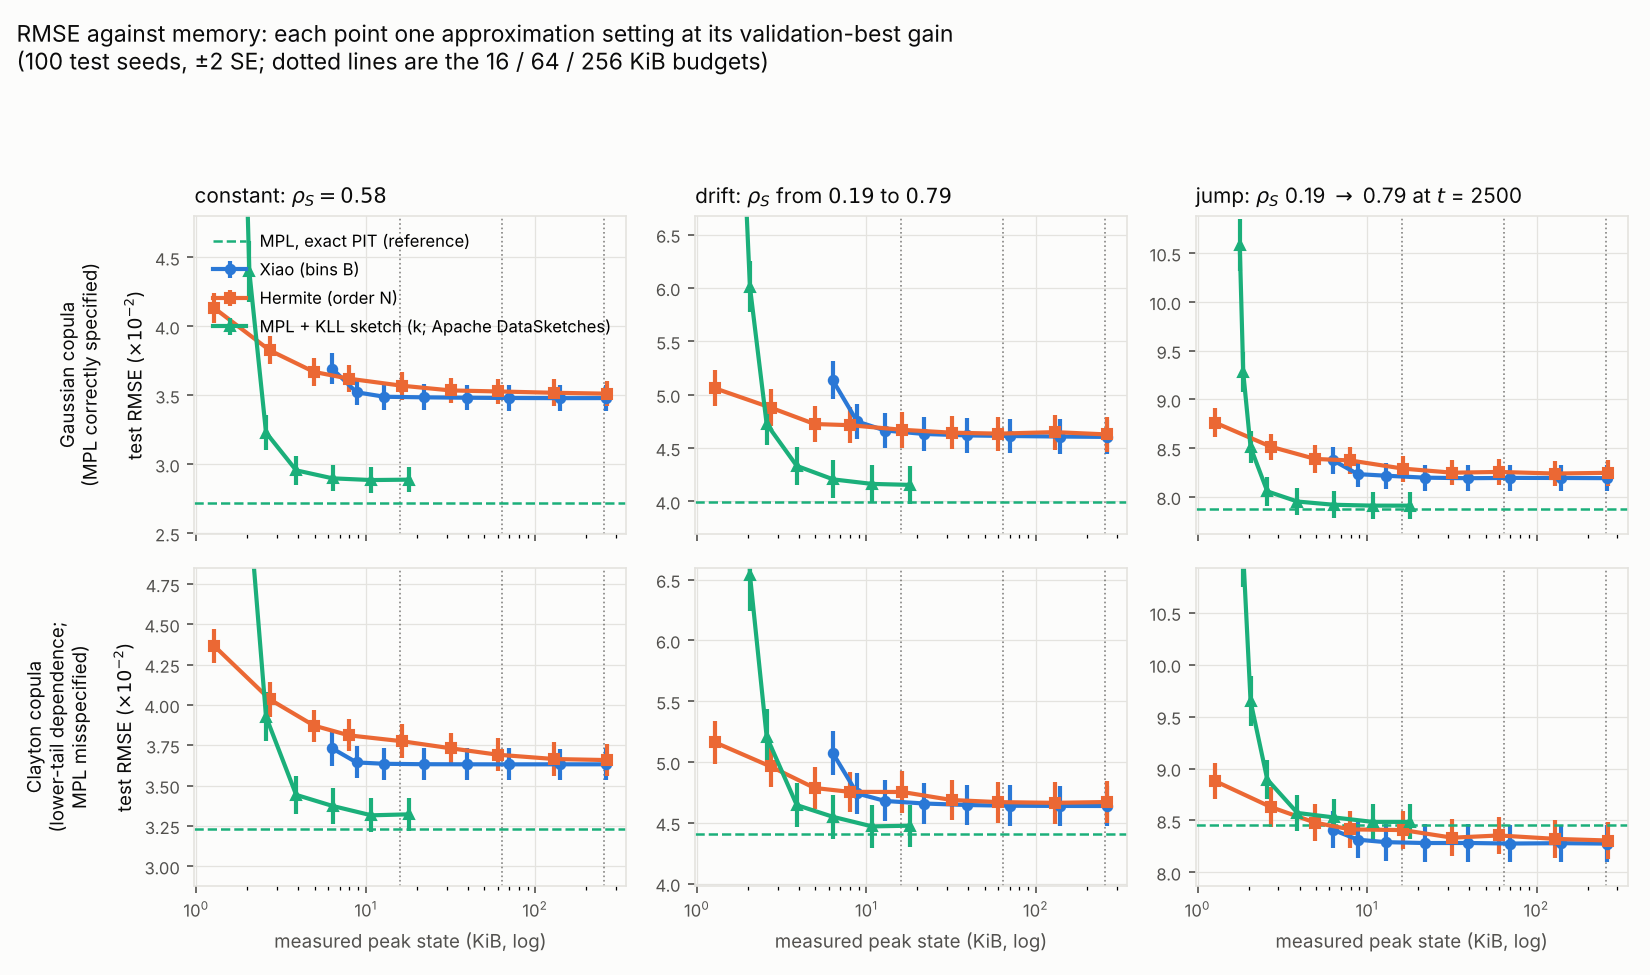 RMSE against memory: each point one approximation setting at its validation-best gain
(100 test seeds, ±2 SE; dotted lines are the 16 / 64 / 256 KiB budgets)
constant: ρS = 0.58
drift: ρS from 0.19 to 0.79
jump: ρS 0.19 → 0.79 at t = 2500
MPL, exact PIT (reference)
Xiao (bins B)
Hermite (order N)
MPL + KLL sketch (k; Apache DataSketches)
Gaussian copula
(MPL correctly specified)
test RMSE (×10−2)
4.5
4.0
3.5
3.0
2.5
6.5
6.0
5.5
5.0
4.5
4.0
10.5
10.0
9.5
9.0
8.5
8.0
Clayton copula
(lower-tail dependence;
MPL misspecified)
test RMSE (×10−2)
4.75
4.50
4.25
4.00
3.75
3.50
3.25
3.00
6.5
6.0
5.5
5.0
4.5
4.0
10.5
10.0
9.5
9.0
8.5
8.0
10⁰ 10¹ 10²
10⁰ 10¹ 10²
10⁰ 10¹ 10²
measured peak state (KiB, log)
measured peak state (KiB, log)
measured peak state (KiB, log)